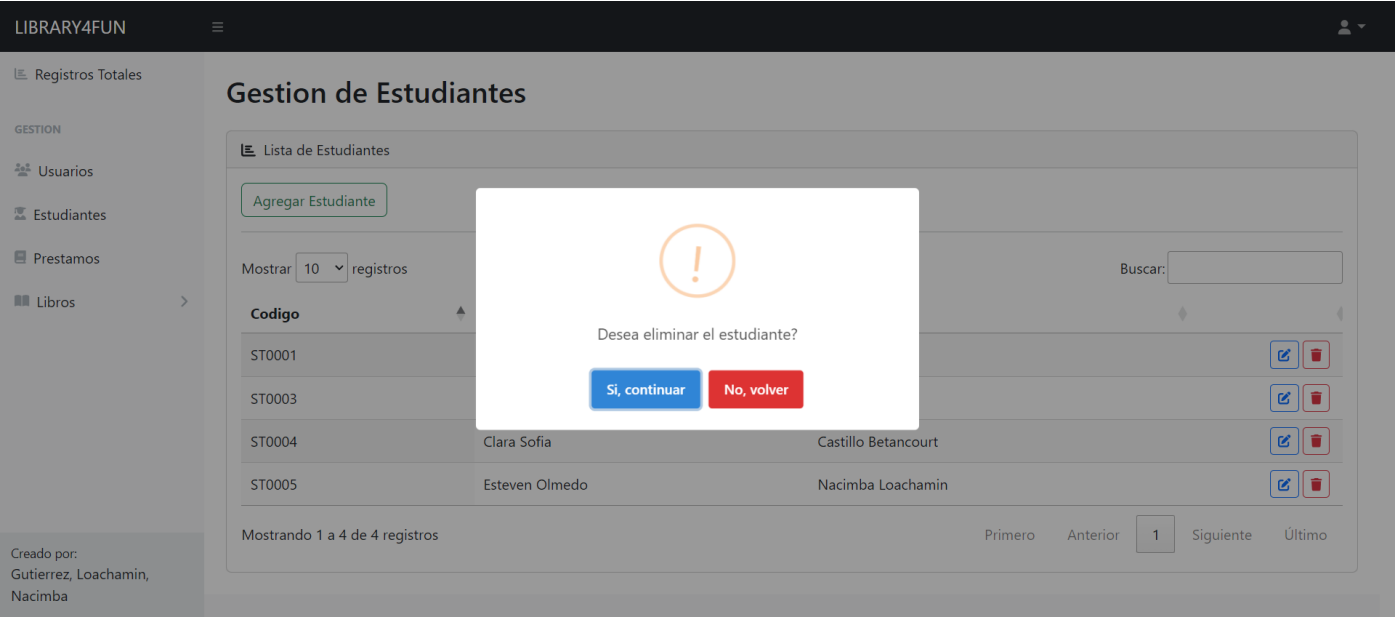 LIBRARY4FUN
Registros Totales
GESTION
Usuarios
Estudiantes
Prestamos
Libros
Creado por:
Gutierrez, Loachamin,
Nacimba
Gestion de Estudiantes
Lista de Estudiantes
Agregar Estudiante
Mostrar 10 registros
Buscar:
Codigo
ST0001
ST0003
ST0004 Clara Sofia Castillo Betancourt
ST0005 Esteven Olmedo Nacimba Loachamin
Mostrando 1 a 4 de 4 registros
Primero Anterior 1 Siguiente Último
!
Desea eliminar el estudiante?
Si, continuar No, volver